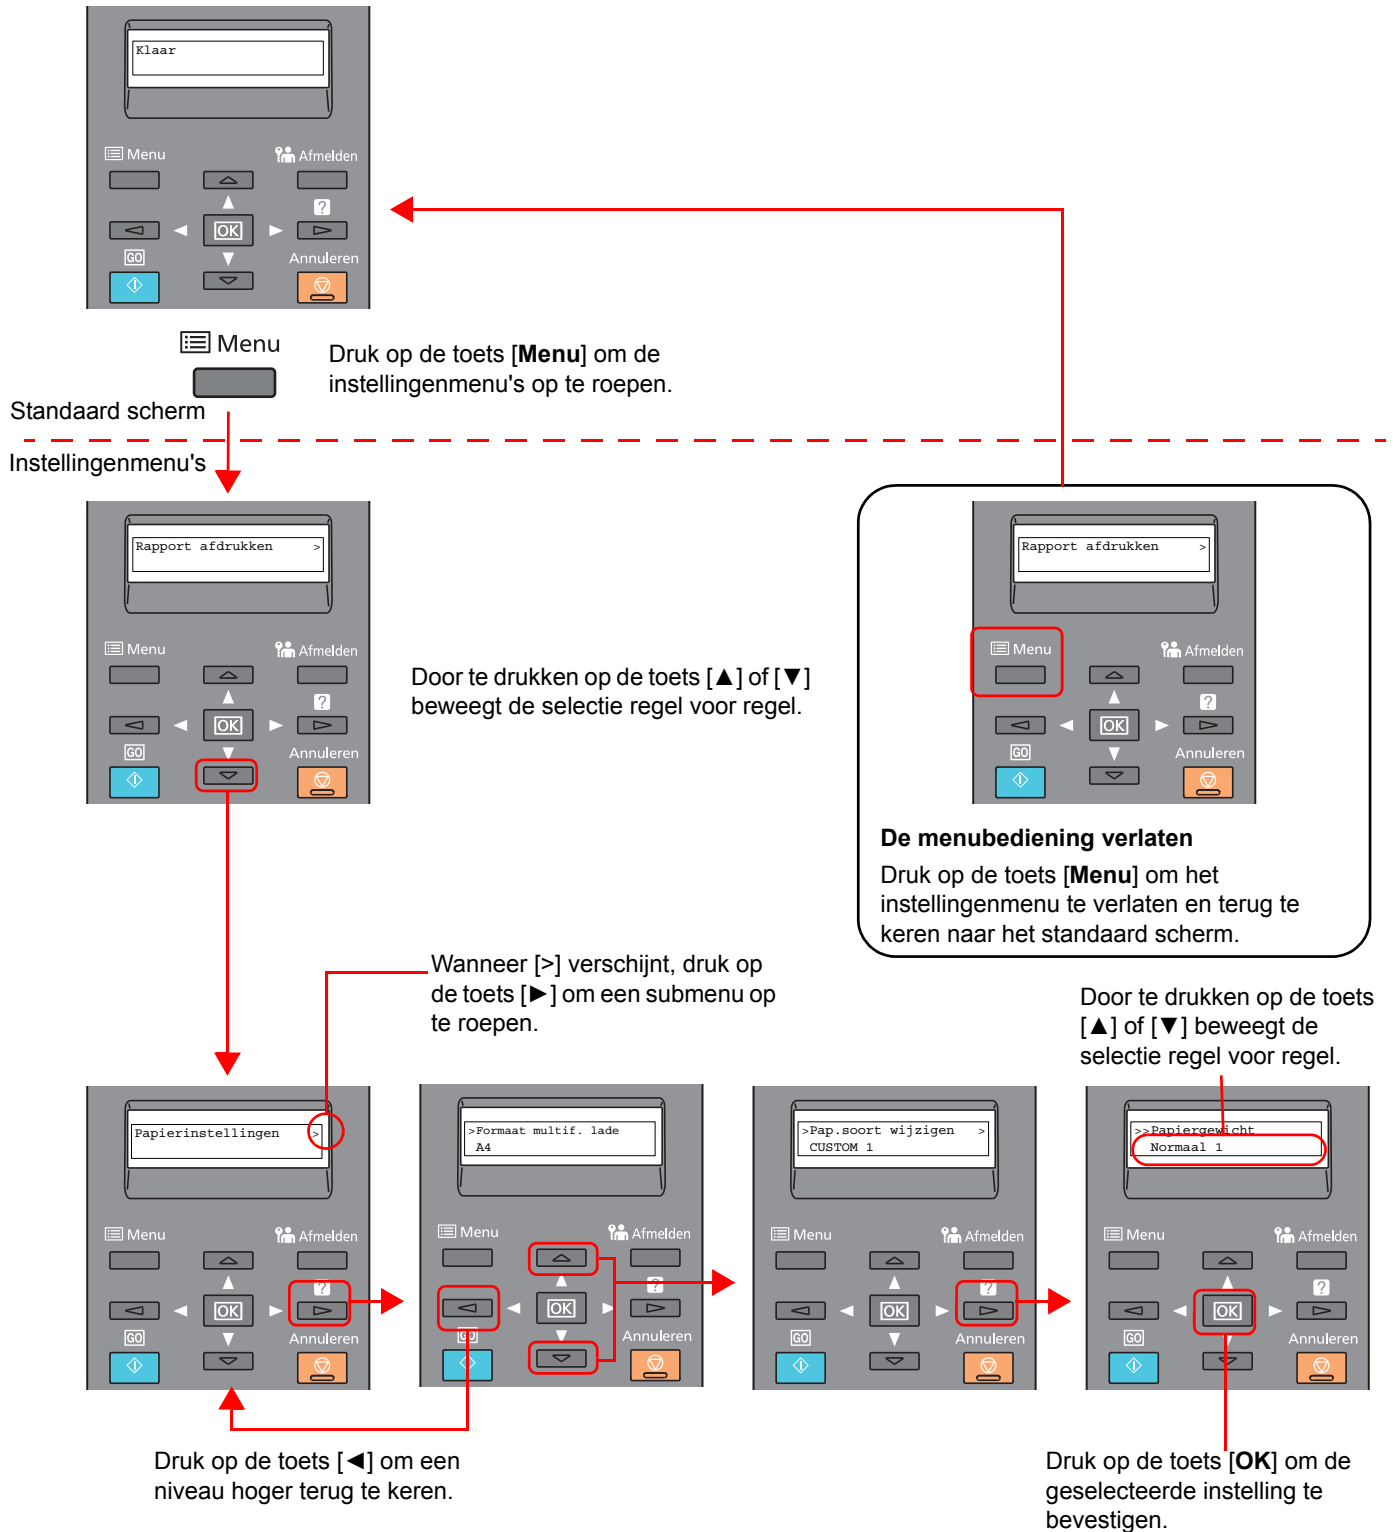 Klaar
Menu
Afmelden
?
OK
GO
Annuleren
Menu
Druk op de toets [Menu] om de
instellingenmenu's op te roepen.
Standaard scherm
Instellingenmenu's
Rapport afdrukken >
Menu
Afmelden
?
OK
GO
Annuleren
Door te drukken op de toets [▲] of [▼]
beweegt de selectie regel voor regel.
Rapport afdrukken >
Menu
Afmelden
?
OK
GO
Annuleren
De menubediening verlaten
Druk op de toets [Menu] om het
instellingenmenu te verlaten en terug te
keren naar het standaard scherm.
Wanneer [>] verschijnt, druk op
de toets [►] om een submenu op
te roepen.
Door te drukken op de toets
[▲] of [▼] beweegt de
selectie regel voor regel.
Papierinstellingen >
Menu
Afmelden
?
OK
GO
Annuleren
>Formaat multif. lade
A4
Menu
Afmelden
?
OK
GO
Annuleren
>Pap.soort wijzigen >
CUSTOM 1
Menu
Afmelden
?
OK
GO
Annuleren
>>Papiergewicht
Normaal 1
Menu
Afmelden
?
OK
GO
Annuleren
Druk op de toets [◄] om een
niveau hoger terug te keren.
Druk op de toets [OK] om de
geselecteerde instelling te
bevestigen.